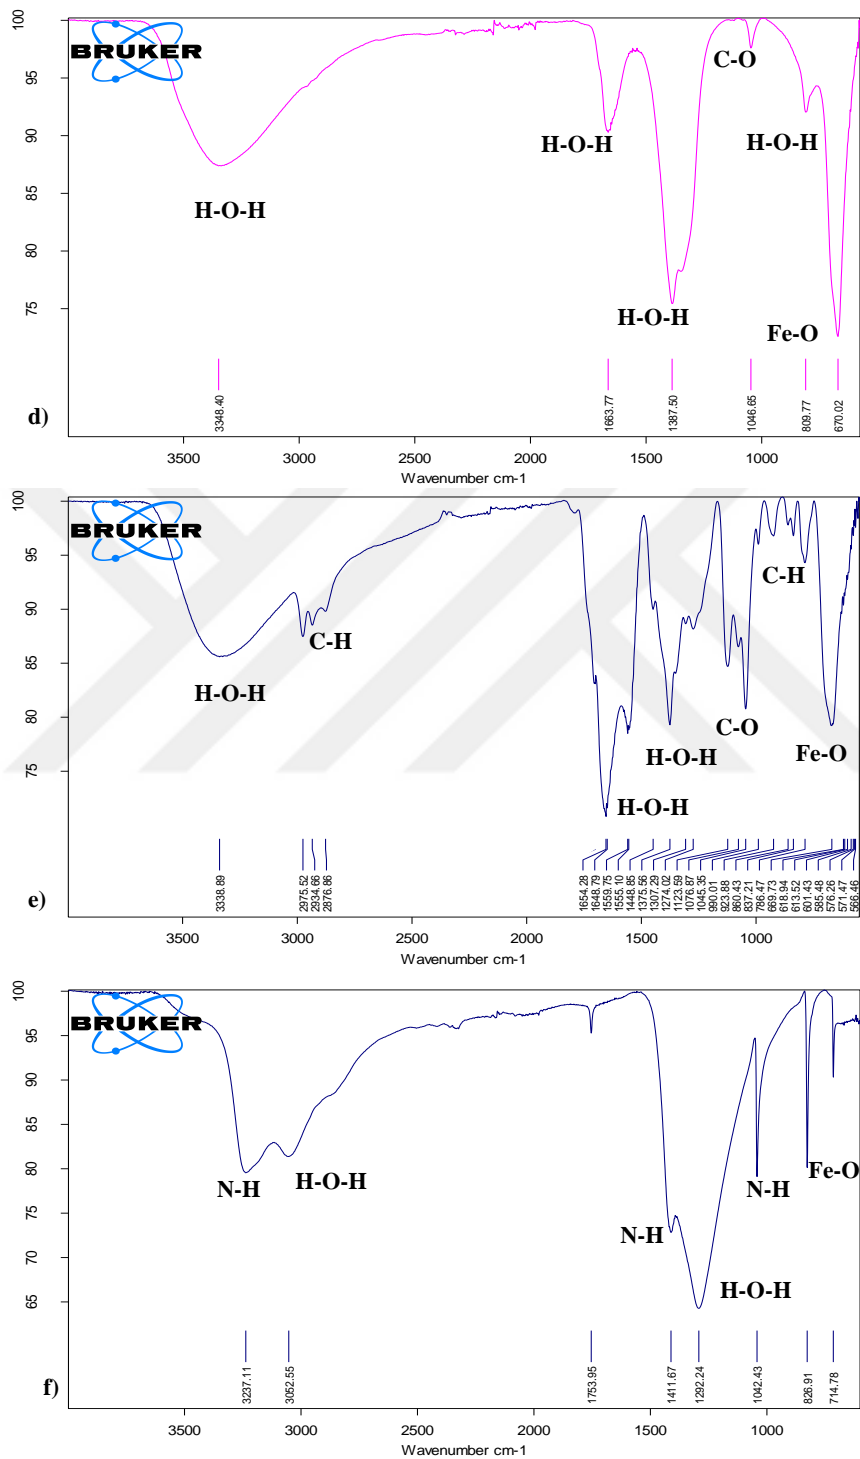 100
BRUKER
C-O
95
90
H-O-H
H-O-H
85
H-O-H
80
H-O-H
75
Fe-O
d)
3348.40
1663.77
1387.50
1046.65
809.77
670.02
3500
3000
2000
1500
1000
Wavenumber cm-1
100
BRUKER
95
C-H
90
C-H
85
H-O-H
80
C-O
H-O-H
Fe-O
75
H-O-H
e)
3338.89
2975.52
2934.66
2876.86
1654.28
1648.79
1559.75
1555.10
1448.85
1375.56
1307.29
1274.02
1123.59
1076.87
1045.35
990.01
923.88
860.43
837.21
786.47
669.73
618.94
613.52
601.43
585.48
576.26
571.47
566.46
3500
3000
2000
1500
1000
Wavenumber cm-1
100
BRUKER
95
90
85
80
Fe-O
N-H
H-O-H
N-H
75
N-H
70
H-O-H
65
f)
3237.11
3052.55
1753.95
1411.67
1292.24
1042.43
826.91
714.78
3500
3000
2000
1500
1000
Wavenumber cm-1